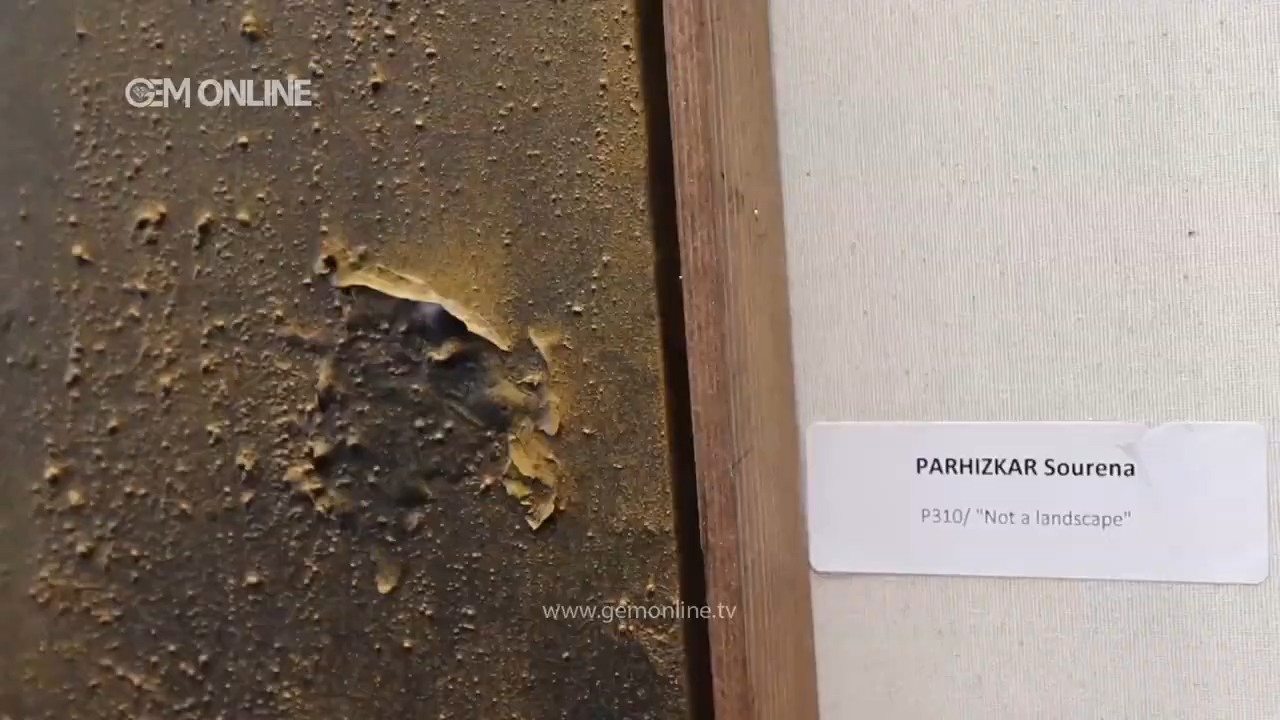 GEM ONLINE
PARHIZKAR Sourena
P310/ "Not a landscape"
www.gemonline.tv